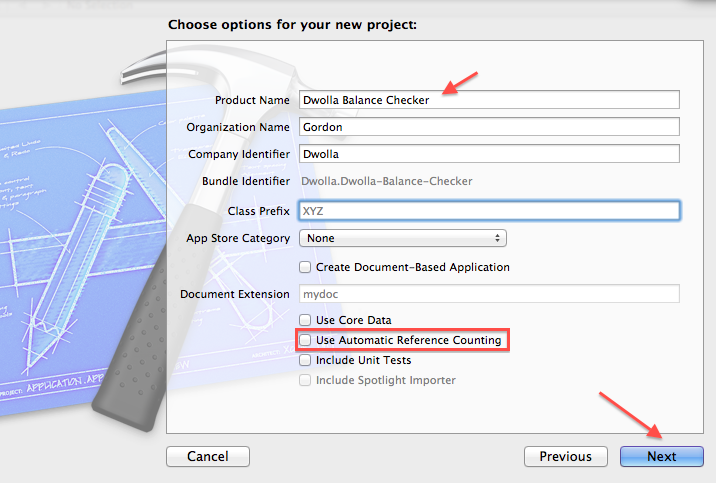 Choose options for your new project:
Product Name Dwolla Balance Checker
Organization Name Gordon
Company Identifier Dwolla
Bundle Identifier Dwolla.Dwolla-Balance-Checker
Class Prefix XYZ
App Store Category None
Create Document-Based Application
Document Extension mydoc
Use Core Data
Use Automatic Reference Counting
Include Unit Tests
Include Spotlight Importer
PROJECT: APPLICATION.APP
Cancel Previous Next